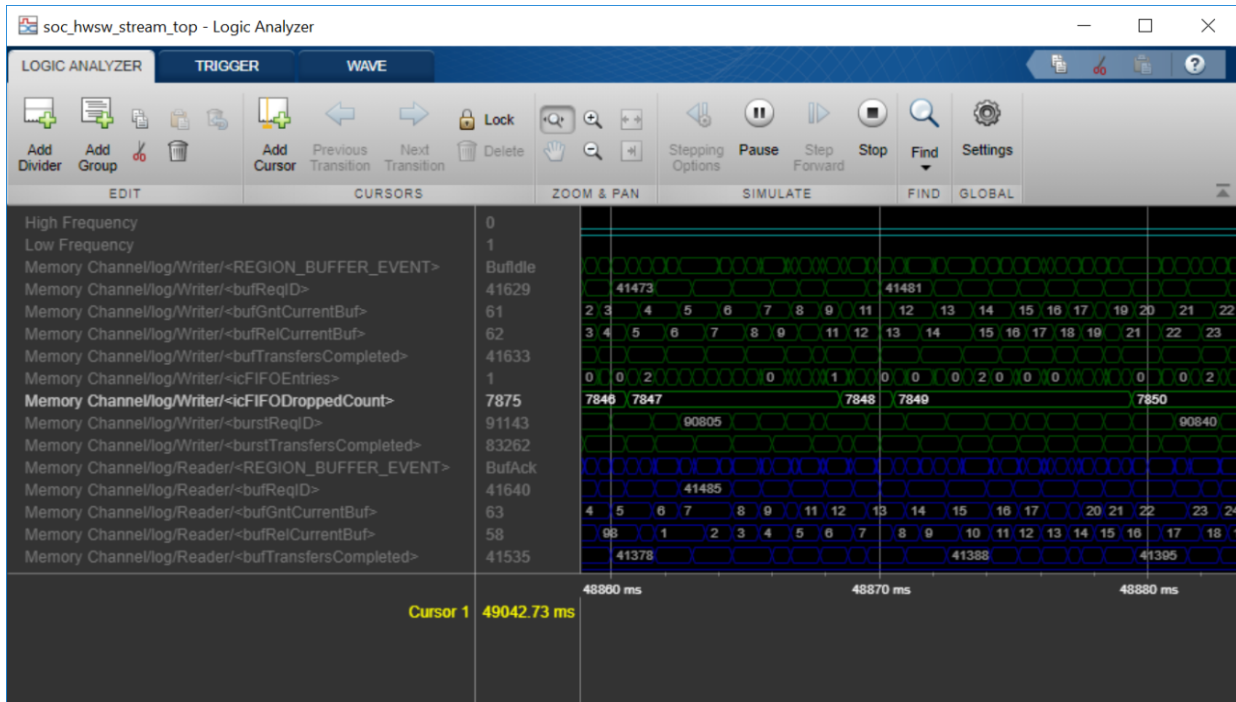 soc_hwsw_stream_top - Logic Analyzer
LOGIC ANALYZER TRIGGER WAVE
Add Divider
Add Group
Add Cursor
Previous Transition
Next Transition
Lock
Delete
Stepping Options
Pause
Step Forward
Stop
Find
Settings
EDIT CURSORS ZOOM & PAN SIMULATE FIND GLOBAL
High Frequency 0
Low Frequency 1
Memory Channel/log/Writer/<REGION_BUFFER_EVENT> BufIdle
Memory Channel/log/Writer/<bufReqID> 41629 41473 41481
Memory Channel/log/Writer/<bufGntCurrentBuf> 61 2 3 4 5 6 7 8 9 11 12 13 14 15 16 17 19 20 21 22
Memory Channel/log/Writer/<bufRelCurrentBuf> 62 3 4 5 6 7 8 9 11 12 13 14 15 16 17 18 19 21 22 23
Memory Channel/log/Writer/<bufTransfersCompleted> 41633
Memory Channel/log/Writer/<icFIFOEntries> 1 0 0 2 0 1 0 0 0 2 0 0 0 0 0 2
Memory Channel/log/Writer/<icFIFODroppedCount> 7875 7846 7847 7848 7849 7850
Memory Channel/log/Writer/<burstReqID> 91143 90805 90840
Memory Channel/log/Writer/<burstTransfersCompleted> 83262
Memory Channel/log/Reader/<REGION_BUFFER_EVENT> BufAck
Memory Channel/log/Reader/<bufReqID> 41640 41485
Memory Channel/log/Reader/<bufGntCurrentBuf> 63 4 5 6 7 8 9 11 12 13 14 15 16 17 20 21 22 23 24
Memory Channel/log/Reader/<bufRelCurrentBuf> 58 98 1 2 3 4 5 6 7 8 9 10 11 12 13 14 15 16 17 18
Memory Channel/log/Reader/<bufTransfersCompleted> 41535 41378 41388 41395
48860 ms 48870 ms 48880 ms
Cursor 1 49042.73 ms